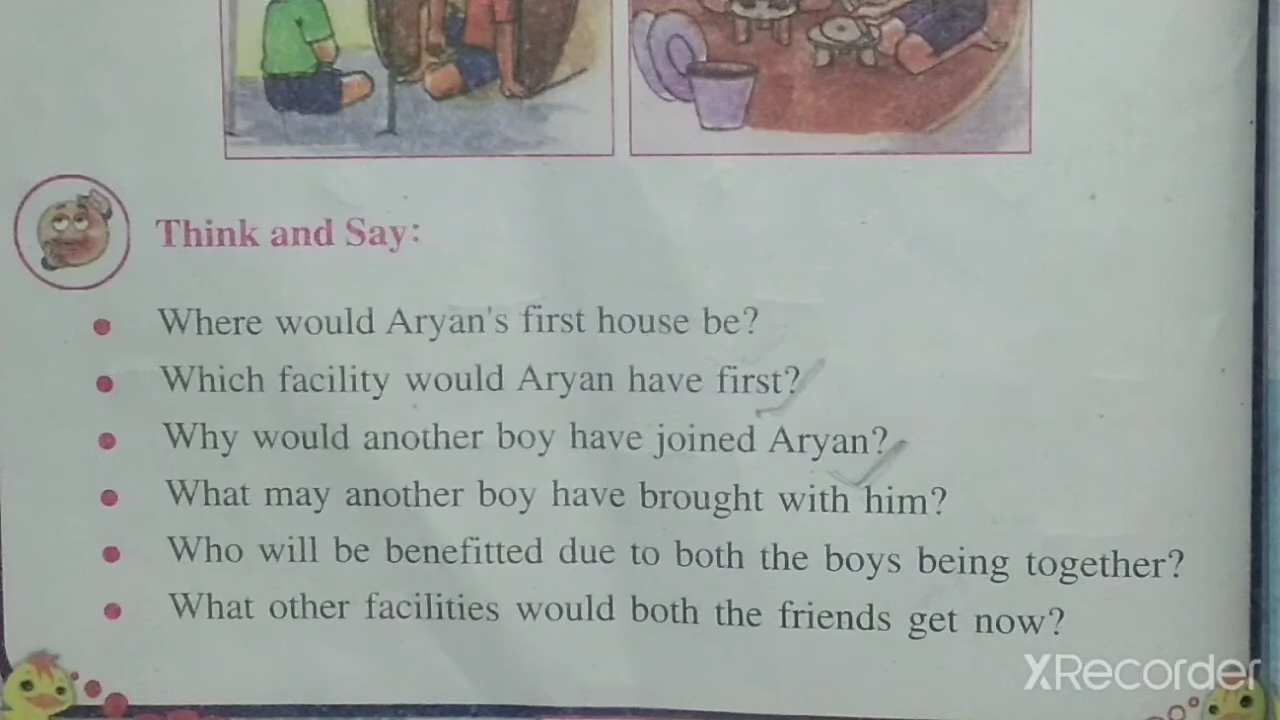 Think and Say:
Where would Aryan's first house be?
Which facility would Aryan have first?
Why would another boy have joined Aryan?
What may another boy have brought with him?
Who will be benefitted due to both the boys being together?
What other facilities would both the friends get now?
XRecorder